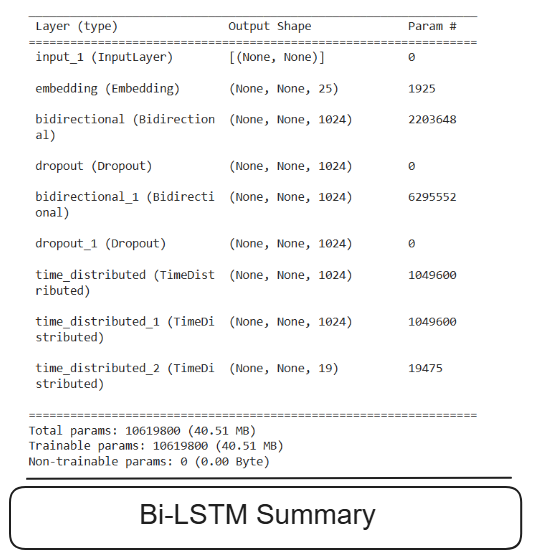 Layer (type) Output Shape Param #
input_1 (InputLayer) [(None, None)] 0
embedding (Embedding) (None, None, 25) 1925
bidirectional (Bidirection (None, None, 1024) 2203648
al)
dropout (Dropout) (None, None, 1024) 0
bidirectional_1 (Bidirecti (None, None, 1024) 6295552
onal)
dropout_1 (Dropout) (None, None, 1024) 0
time_distributed (TimeDist (None, None, 1024) 1049600
ributed)
time_distributed_1 (TimeDi (None, None, 1024) 1049600
stributed)
time_distributed_2 (TimeDi (None, None, 19) 19475
stributed)
Total params: 10619800 (40.51 MB)
Trainable params: 10619800 (40.51 MB)
Non-trainable params: 0 (0.00 Byte)
Bi-LSTM Summary